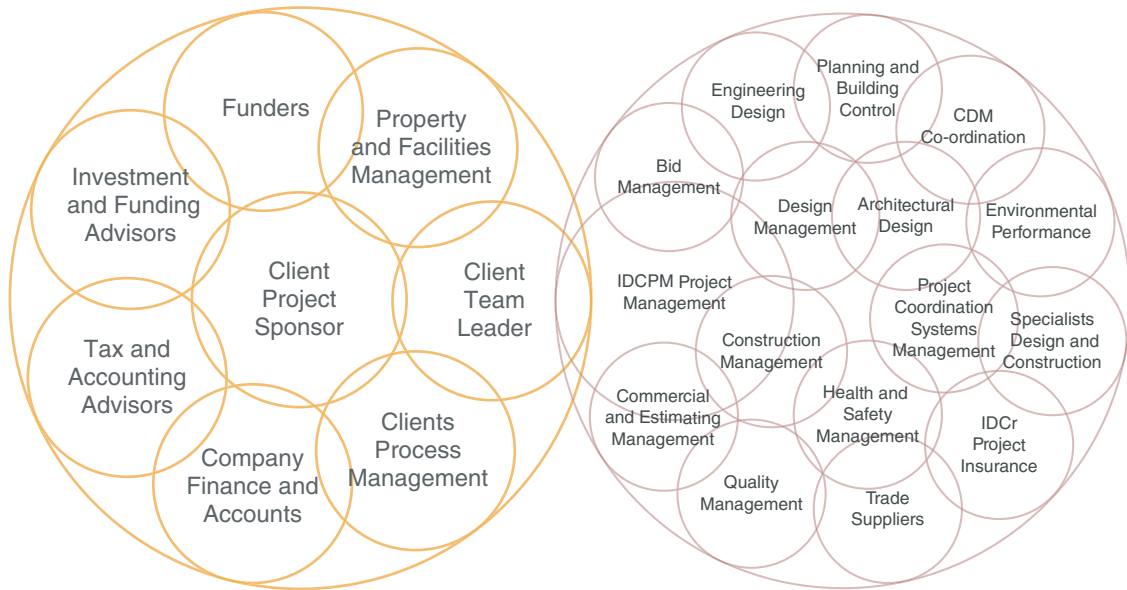 Funders
Property
and Facilities
Management
Investment
and Funding
Advisors
Client
Project
Sponsor
Client
Team
Leader
Tax and
Accounting
Advisors
Clients
Process
Management
Company
Finance and
Accounts
Planning and
Building
Control
Engineering
Design
CDM
Co-ordination
Bid
Management
Design
Management
Architectural
Design
Environmental
Performance
IDCPM Project
Management
Project
Coordination
Systems
Management
Specialists
Design and
Construction
Construction
Management
Commercial
and Estimating
Management
Health and
Safety
Management
IDCr
Project
Insurance
Quality
Management
Trade
Suppliers